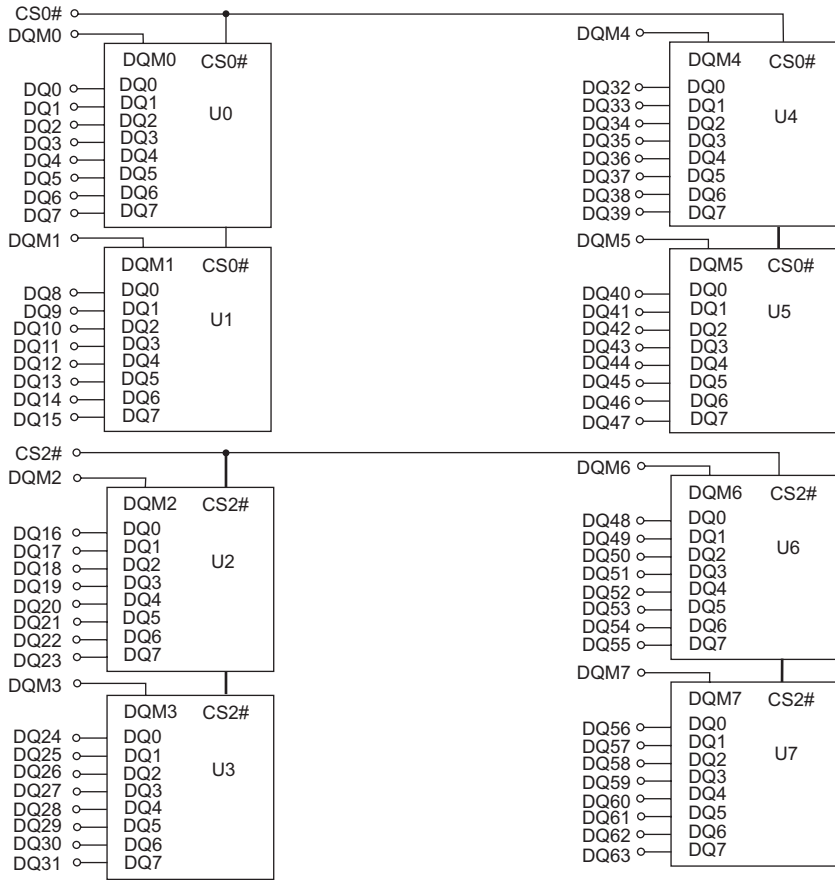 CS0#
DQM0
DQM0 CS0#
DQ0 DQ0
DQ1 DQ1
DQ2 DQ2
DQ3 DQ3
DQ4 DQ4
DQ5 DQ5
DQ6 DQ6
DQ7 DQ7
U0
DQM1
DQM1 CS0#
DQ8 DQ0
DQ9 DQ1
DQ10 DQ2
DQ11 DQ3
DQ12 DQ4
DQ13 DQ5
DQ14 DQ6
DQ15 DQ7
U1
DQM4
DQM4 CS0#
DQ32 DQ0
DQ33 DQ1
DQ34 DQ2
DQ35 DQ3
DQ36 DQ4
DQ37 DQ5
DQ38 DQ6
DQ39 DQ7
U4
DQM5
DQM5 CS0#
DQ40 DQ0
DQ41 DQ1
DQ42 DQ2
DQ43 DQ3
DQ44 DQ4
DQ45 DQ5
DQ46 DQ6
DQ47 DQ7
U5
CS2#
DQM2
DQM2 CS2#
DQ16 DQ0
DQ17 DQ1
DQ18 DQ2
DQ19 DQ3
DQ20 DQ4
DQ21 DQ5
DQ22 DQ6
DQ23 DQ7
U2
DQM3
DQM3 CS2#
DQ24 DQ0
DQ25 DQ1
DQ26 DQ2
DQ27 DQ3
DQ28 DQ4
DQ29 DQ5
DQ30 DQ6
DQ31 DQ7
U3
DQM6
DQM6 CS2#
DQ48 DQ0
DQ49 DQ1
DQ50 DQ2
DQ51 DQ3
DQ52 DQ4
DQ53 DQ5
DQ54 DQ6
DQ55 DQ7
U6
DQM7
DQM7 CS2#
DQ56 DQ0
DQ57 DQ1
DQ58 DQ2
DQ59 DQ3
DQ60 DQ4
DQ61 DQ5
DQ62 DQ6
DQ63 DQ7
U7